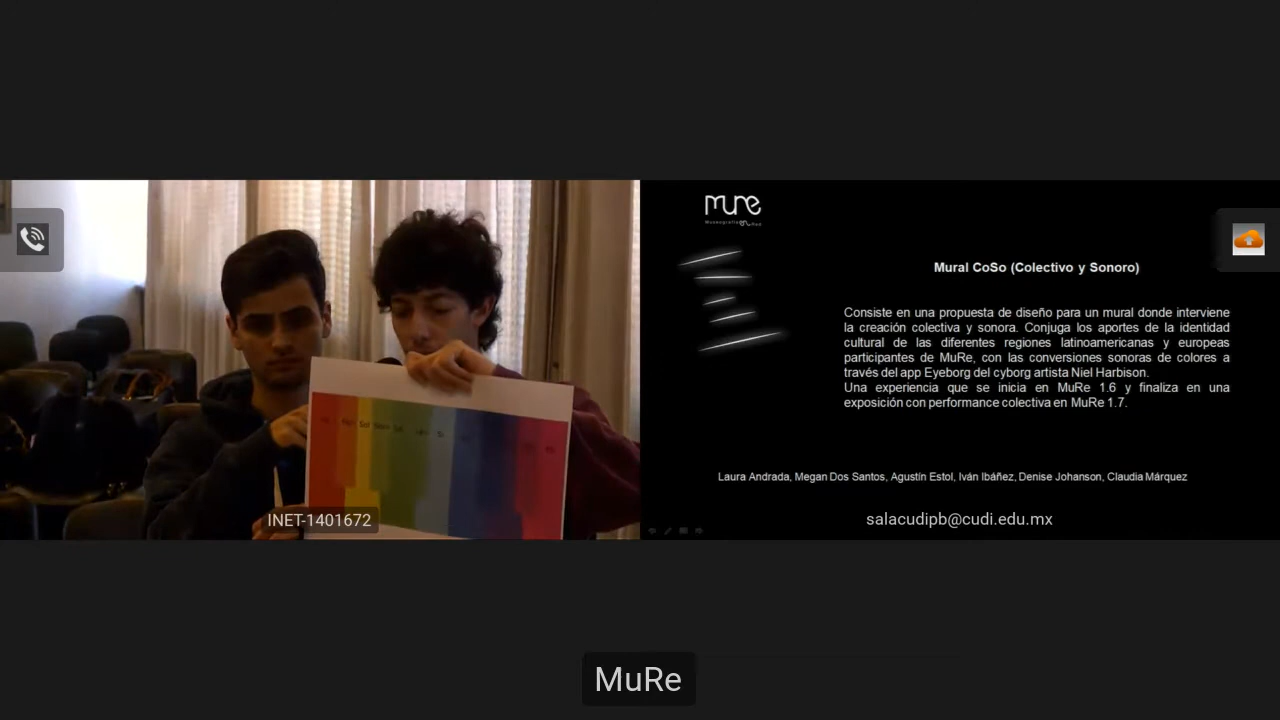 mure
Museografía en Red
Mural CoSo (Colectivo y Sonoro)
Consiste en una propuesta de diseño para un mural donde interviene
la creación colectiva y sonora. Conjuga los aportes de la identidad
cultural de las diferentes regiones latinoamericanas y europeas
participantes de MuRe, con las conversiones sonoras de colores a
través del app Eyeborg del cyborg artista Niel Harbison.
Una experiencia que se inicia en MuRe 1.6 y finaliza en una
exposición con performance colectiva en MuRe 1.7.
Laura Andrada, Megan Dos Santos, Agustín Estol, Iván Ibáñez, Denise Johanson, Claudia Márquez
INET-1401672
salacudipb@cudi.edu.mx
MuRe